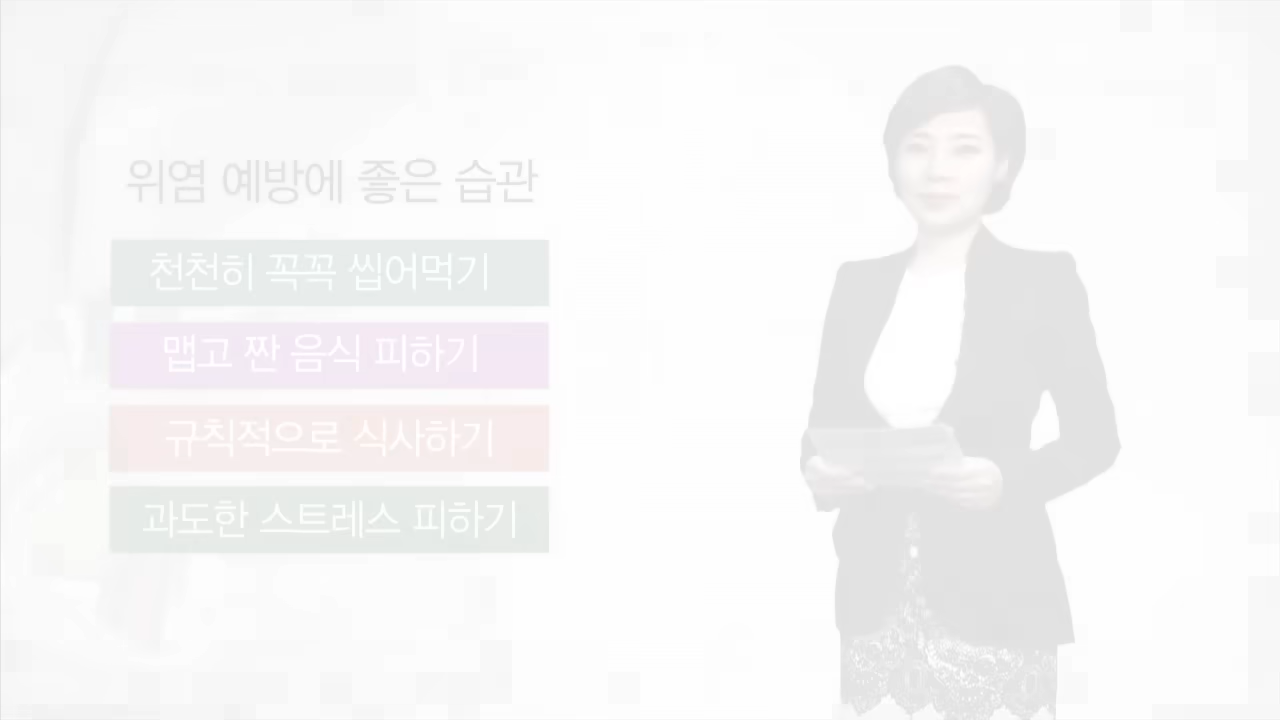 위염 예방에 좋은 습관
천천히 꼭꼭 씹어먹기
맵고 짠 음식 피하기
규칙적으로 식사하기
과도한 스트레스 피하기